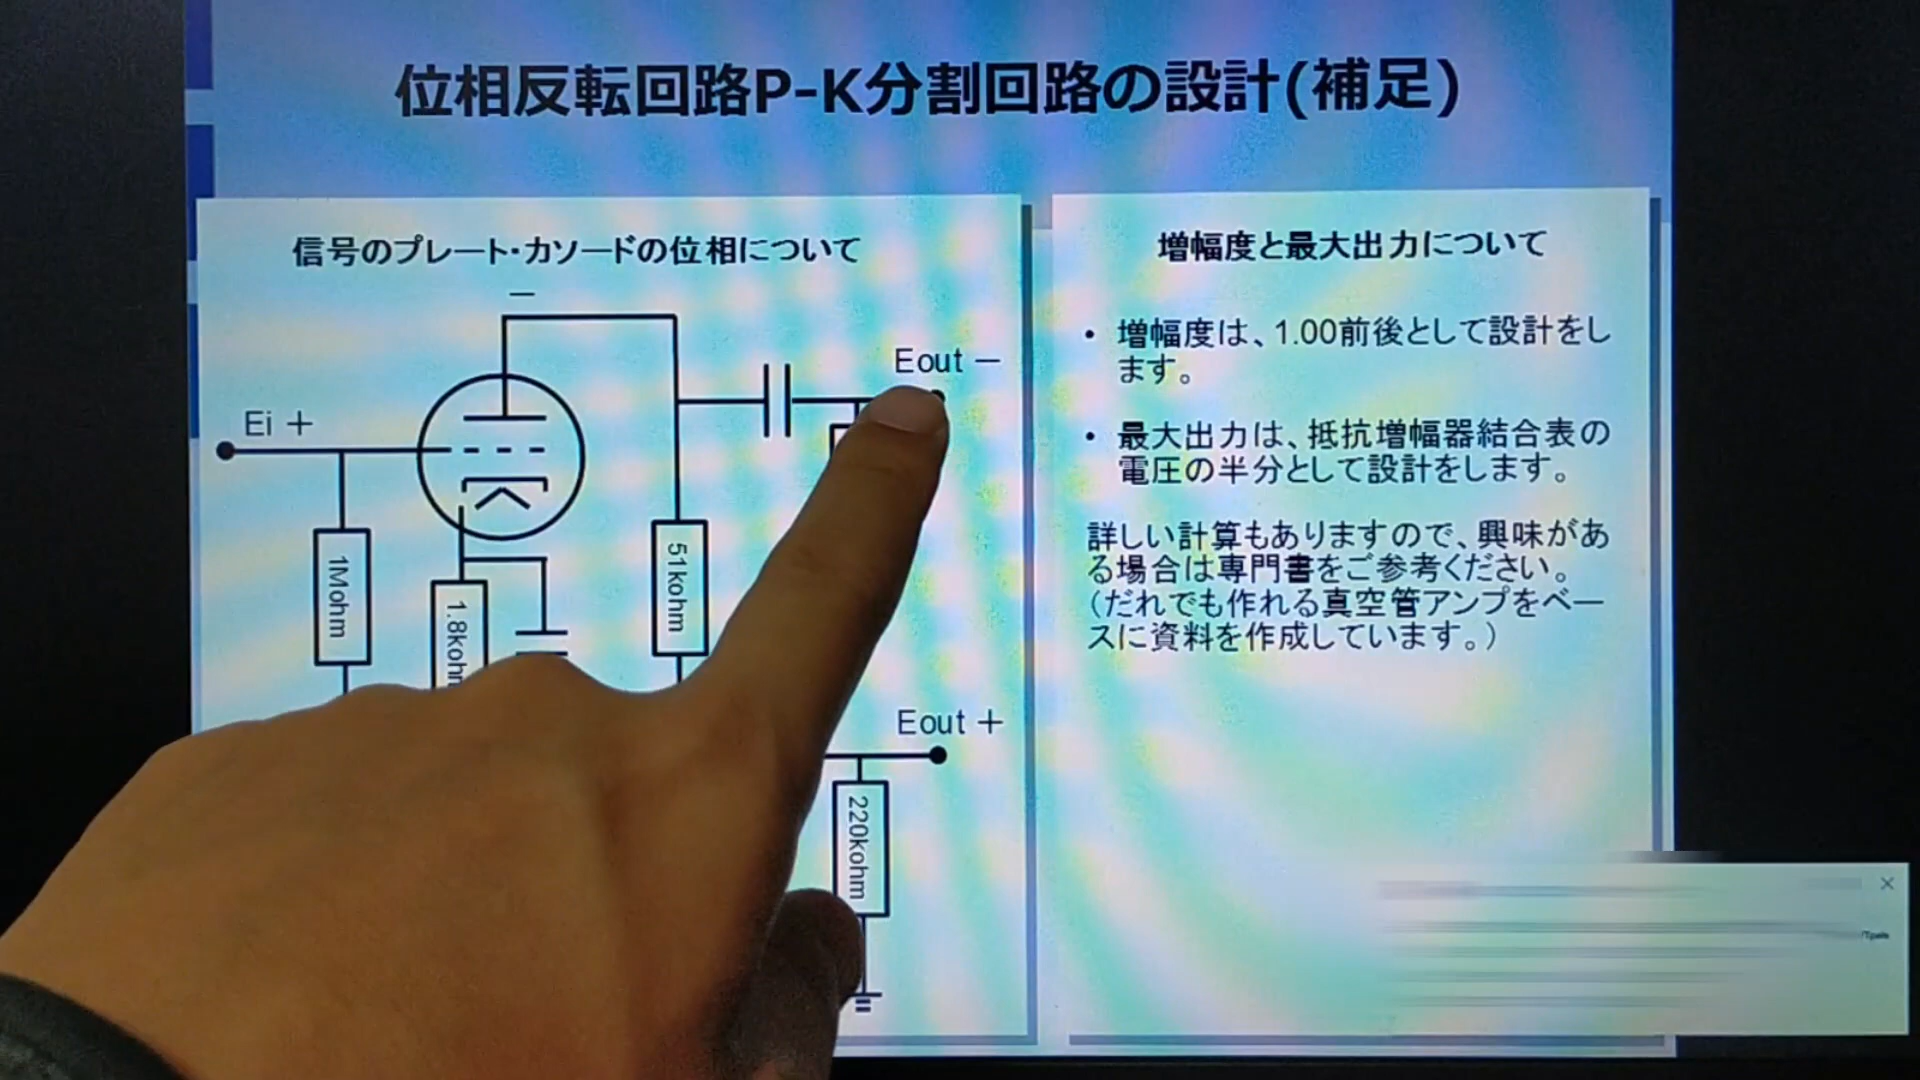 位相反転回路P-K分割回路の設計(補足)
信号のプレート・カソードの位相について
−
Eout −
Ei +
1Mohm
1.8koh
51kohm
Eout +
220kohm
増幅度と最大出力について
• 増幅度は、1.00前後として設計をし
ます。
• 最大出力は、抵抗増幅器結合表の
電圧の半分として設計をします。
詳しい計算もありますので、興味があ
る場合は専門書をご参考ください。
(だれでも作れる真空管アンプをベー
スに資料を作成しています。)